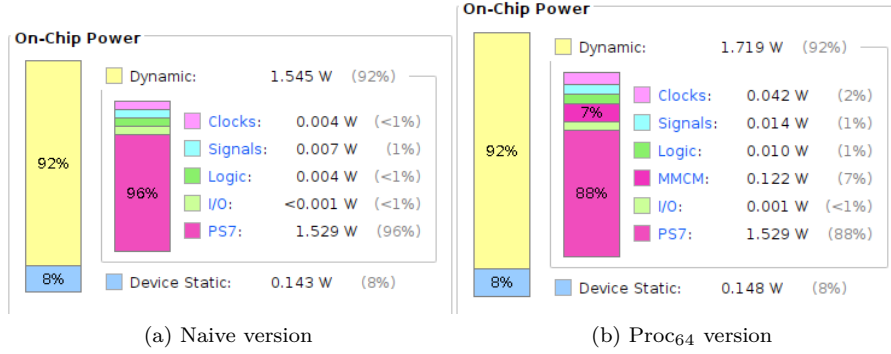 On-Chip Power
Dynamic: 1.545 W (92%)
92%
96%
Clocks: 0.004 W (<1%)
Signals: 0.007 W (1%)
Logic: 0.004 W (<1%)
I/O: <0.001 W (<1%)
PS7: 1.529 W (96%)
8%
Device Static: 0.143 W (8%)
(a) Naive version
On-Chip Power
Dynamic: 1.719 W (92%)
92%
7%
88%
Clocks: 0.042 W (2%)
Signals: 0.014 W (1%)
Logic: 0.010 W (1%)
MMCM: 0.122 W (7%)
I/O: 0.001 W (<1%)
PS7: 1.529 W (88%)
8%
Device Static: 0.148 W (8%)
(b) Proc64 version